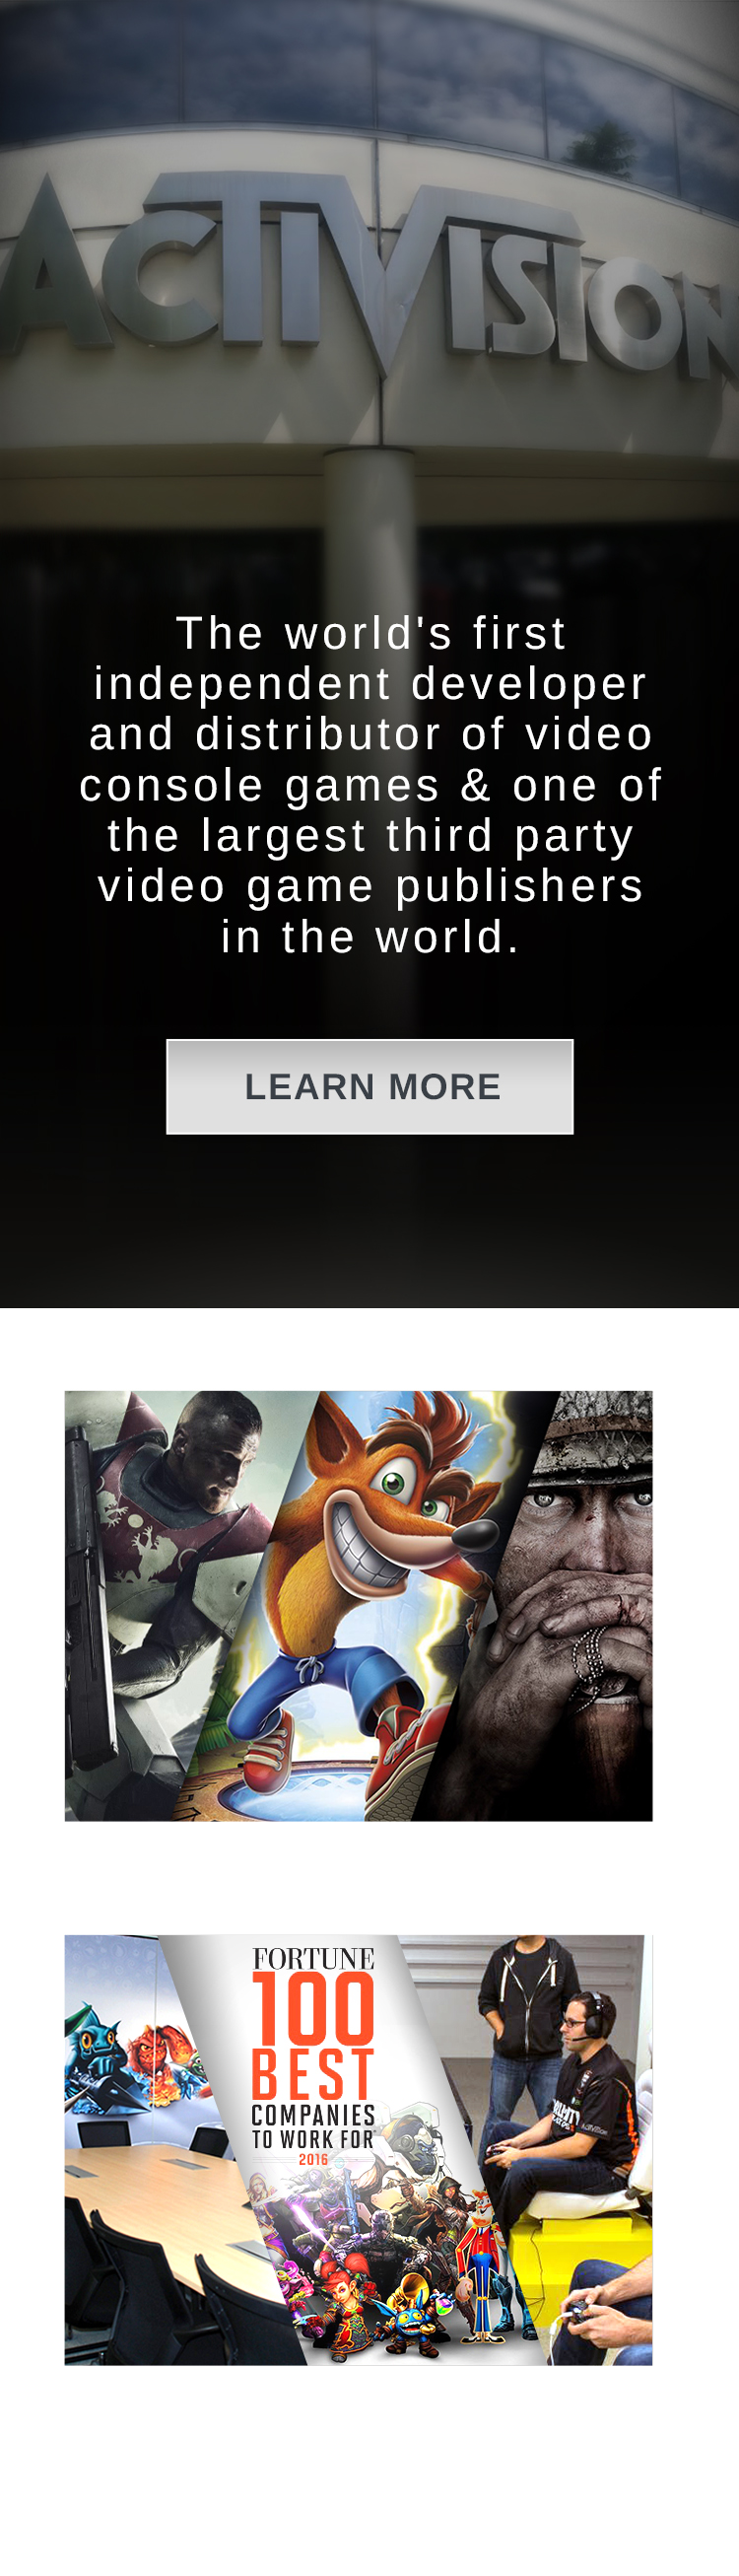 ACTIVISION
The world's first
independent developer
and distributor of video
console games & one of
the largest third party
video game publishers
in the world.
LEARN MORE
FORTUNE
100
BEST
COMPANIES
TO WORK FOR
2016